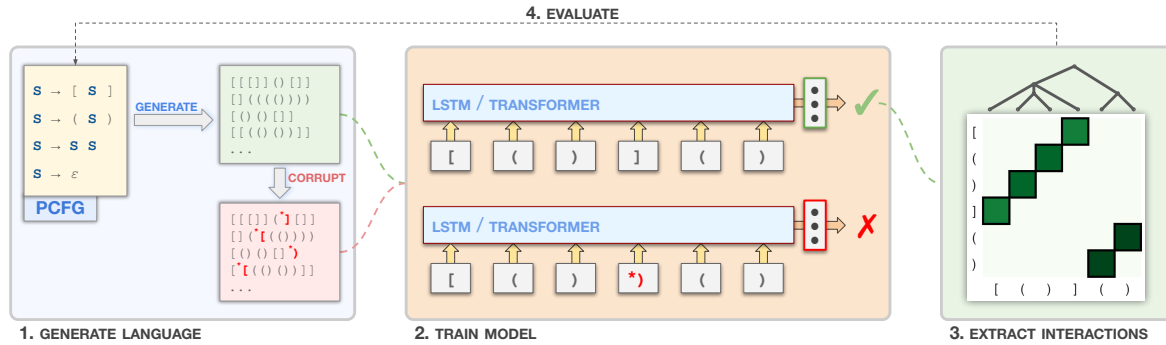 4. EVALUATE
S → [ S ]
S → ( S )
S → S S
S → ε
PCFG
GENERATE
[[[]]()[]]
[](((())))
[()()[]]
[[(()())]]
...
CORRUPT
[[[]](*][]]
[](*[(())))
[()()[]*)
[*[(()())]]
...
1. GENERATE LANGUAGE
LSTM / TRANSFORMER
✓
[ ( ) ] ( )
LSTM / TRANSFORMER
✗
[ ( ) *) ( )
2. TRAIN MODEL
[
(
)
]
(
)
[ ( ) ] ( )
3. EXTRACT INTERACTIONS